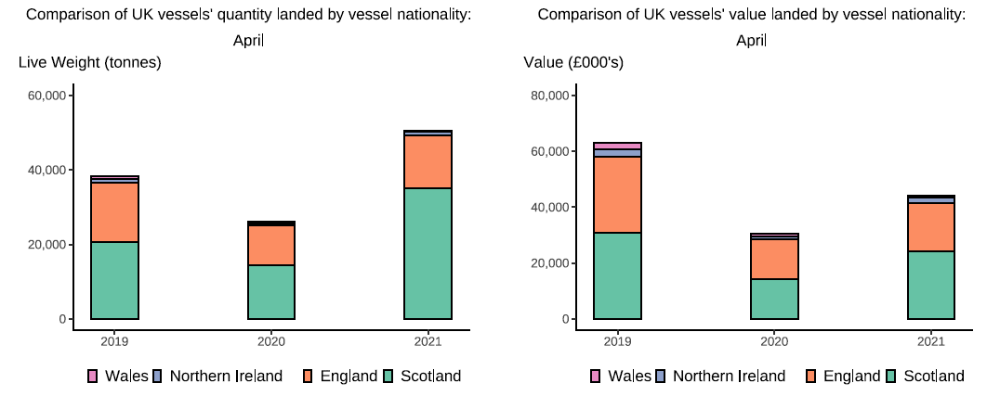 Comparison of UK vessels' quantity landed by vessel nationality:
April
Live Weight (tonnes)
60,000
40,000
20,000
0
2019 2020 2021
Wales Northern Ireland England Scotland
Comparison of UK vessels' value landed by vessel nationality:
April
Value (£000's)
80,000
60,000
40,000
20,000
0
2019 2020 2021
Wales Northern Ireland England Scotland